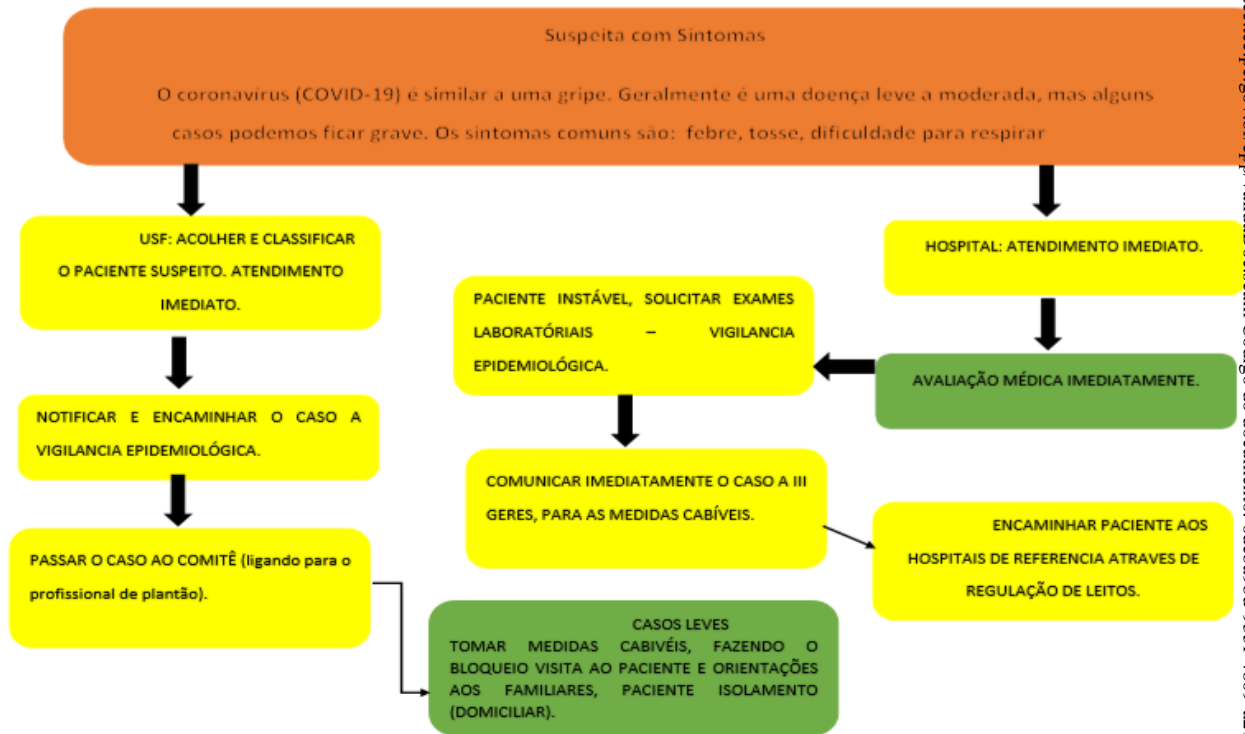 Suspeita com Sintomas
O coronavírus (COVID-19) é similar a uma gripe. Geralmente é uma doença leve a moderada, mas alguns
casos podemos ficar grave. Os sintomas comuns são: febre, tosse, dificuldade para respirar
USF: ACOLHER E CLASSIFICAR
O PACIENTE SUSPEITO. ATENDIMENTO
IMEDIATO.
NOTIFICAR E ENCAMINHAR O CASO A
VIGILANCIA EPIDEMIOLÓGICA.
PASSAR O CASO AO COMITÊ (ligando para o
profissional de plantão).
CASOS LEVES
TOMAR MEDIDAS CABIVÉIS, FAZENDO O
BLOQUEIO VISITA AO PACIENTE E ORIENTAÇÕES
AOS FAMILIARES, PACIENTE ISOLAMENTO
(DOMICILIAR).
HOSPITAL: ATENDIMENTO IMEDIATO.
AVALIAÇÃO MÉDICA IMEDIATAMENTE.
PACIENTE INSTÁVEL, SOLICITAR EXAMES
LABORATÓRIAIS – VIGILANCIA
EPIDEMIOLÓGICA.
COMUNICAR IMEDIATAMENTE O CASO A III
GERES, PARA AS MEDIDAS CABÍVEIS.
ENCAMINHAR PACIENTE AOS
HOSPITAIS DE REFERENCIA ATRAVES DE
REGULAÇÃO DE LEITOS.